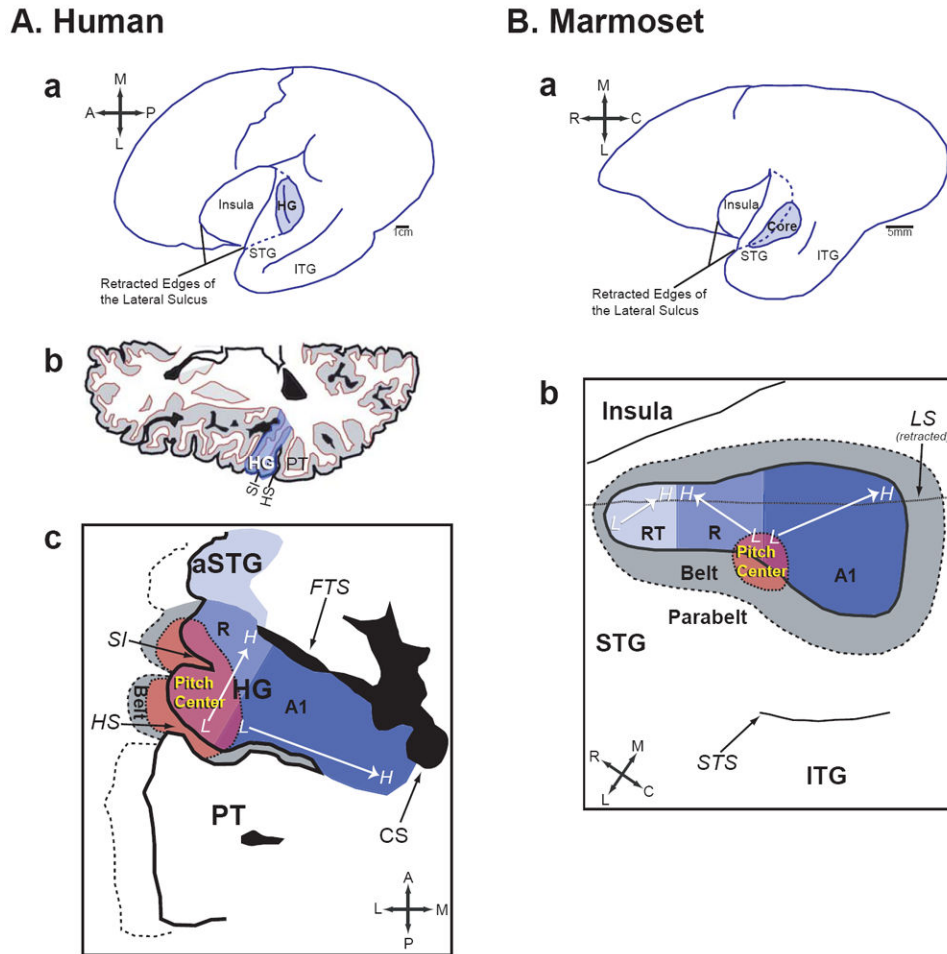 A. Human
a
M
A
P
L
Insula
HG
STG
ITG
1cm
Retracted Edges of
the Lateral Sulcus
b
HG
PT
SI
HS
c
aSTG
FTS
SI
R
H
Pitch
Center
HG
Belt
A1
HS
L
L
H
PT
CS
A
L
M
P
B. Marmoset
a
M
R
C
L
Insula
Core
STG
ITG
5mm
Retracted Edges of
the Lateral Sulcus
b
Insula
LS
(retracted)
H
H
H
L
RT
R
L
L
Pitch
Center
A1
Belt
Parabelt
STG
STS
ITG
R
M
L
C